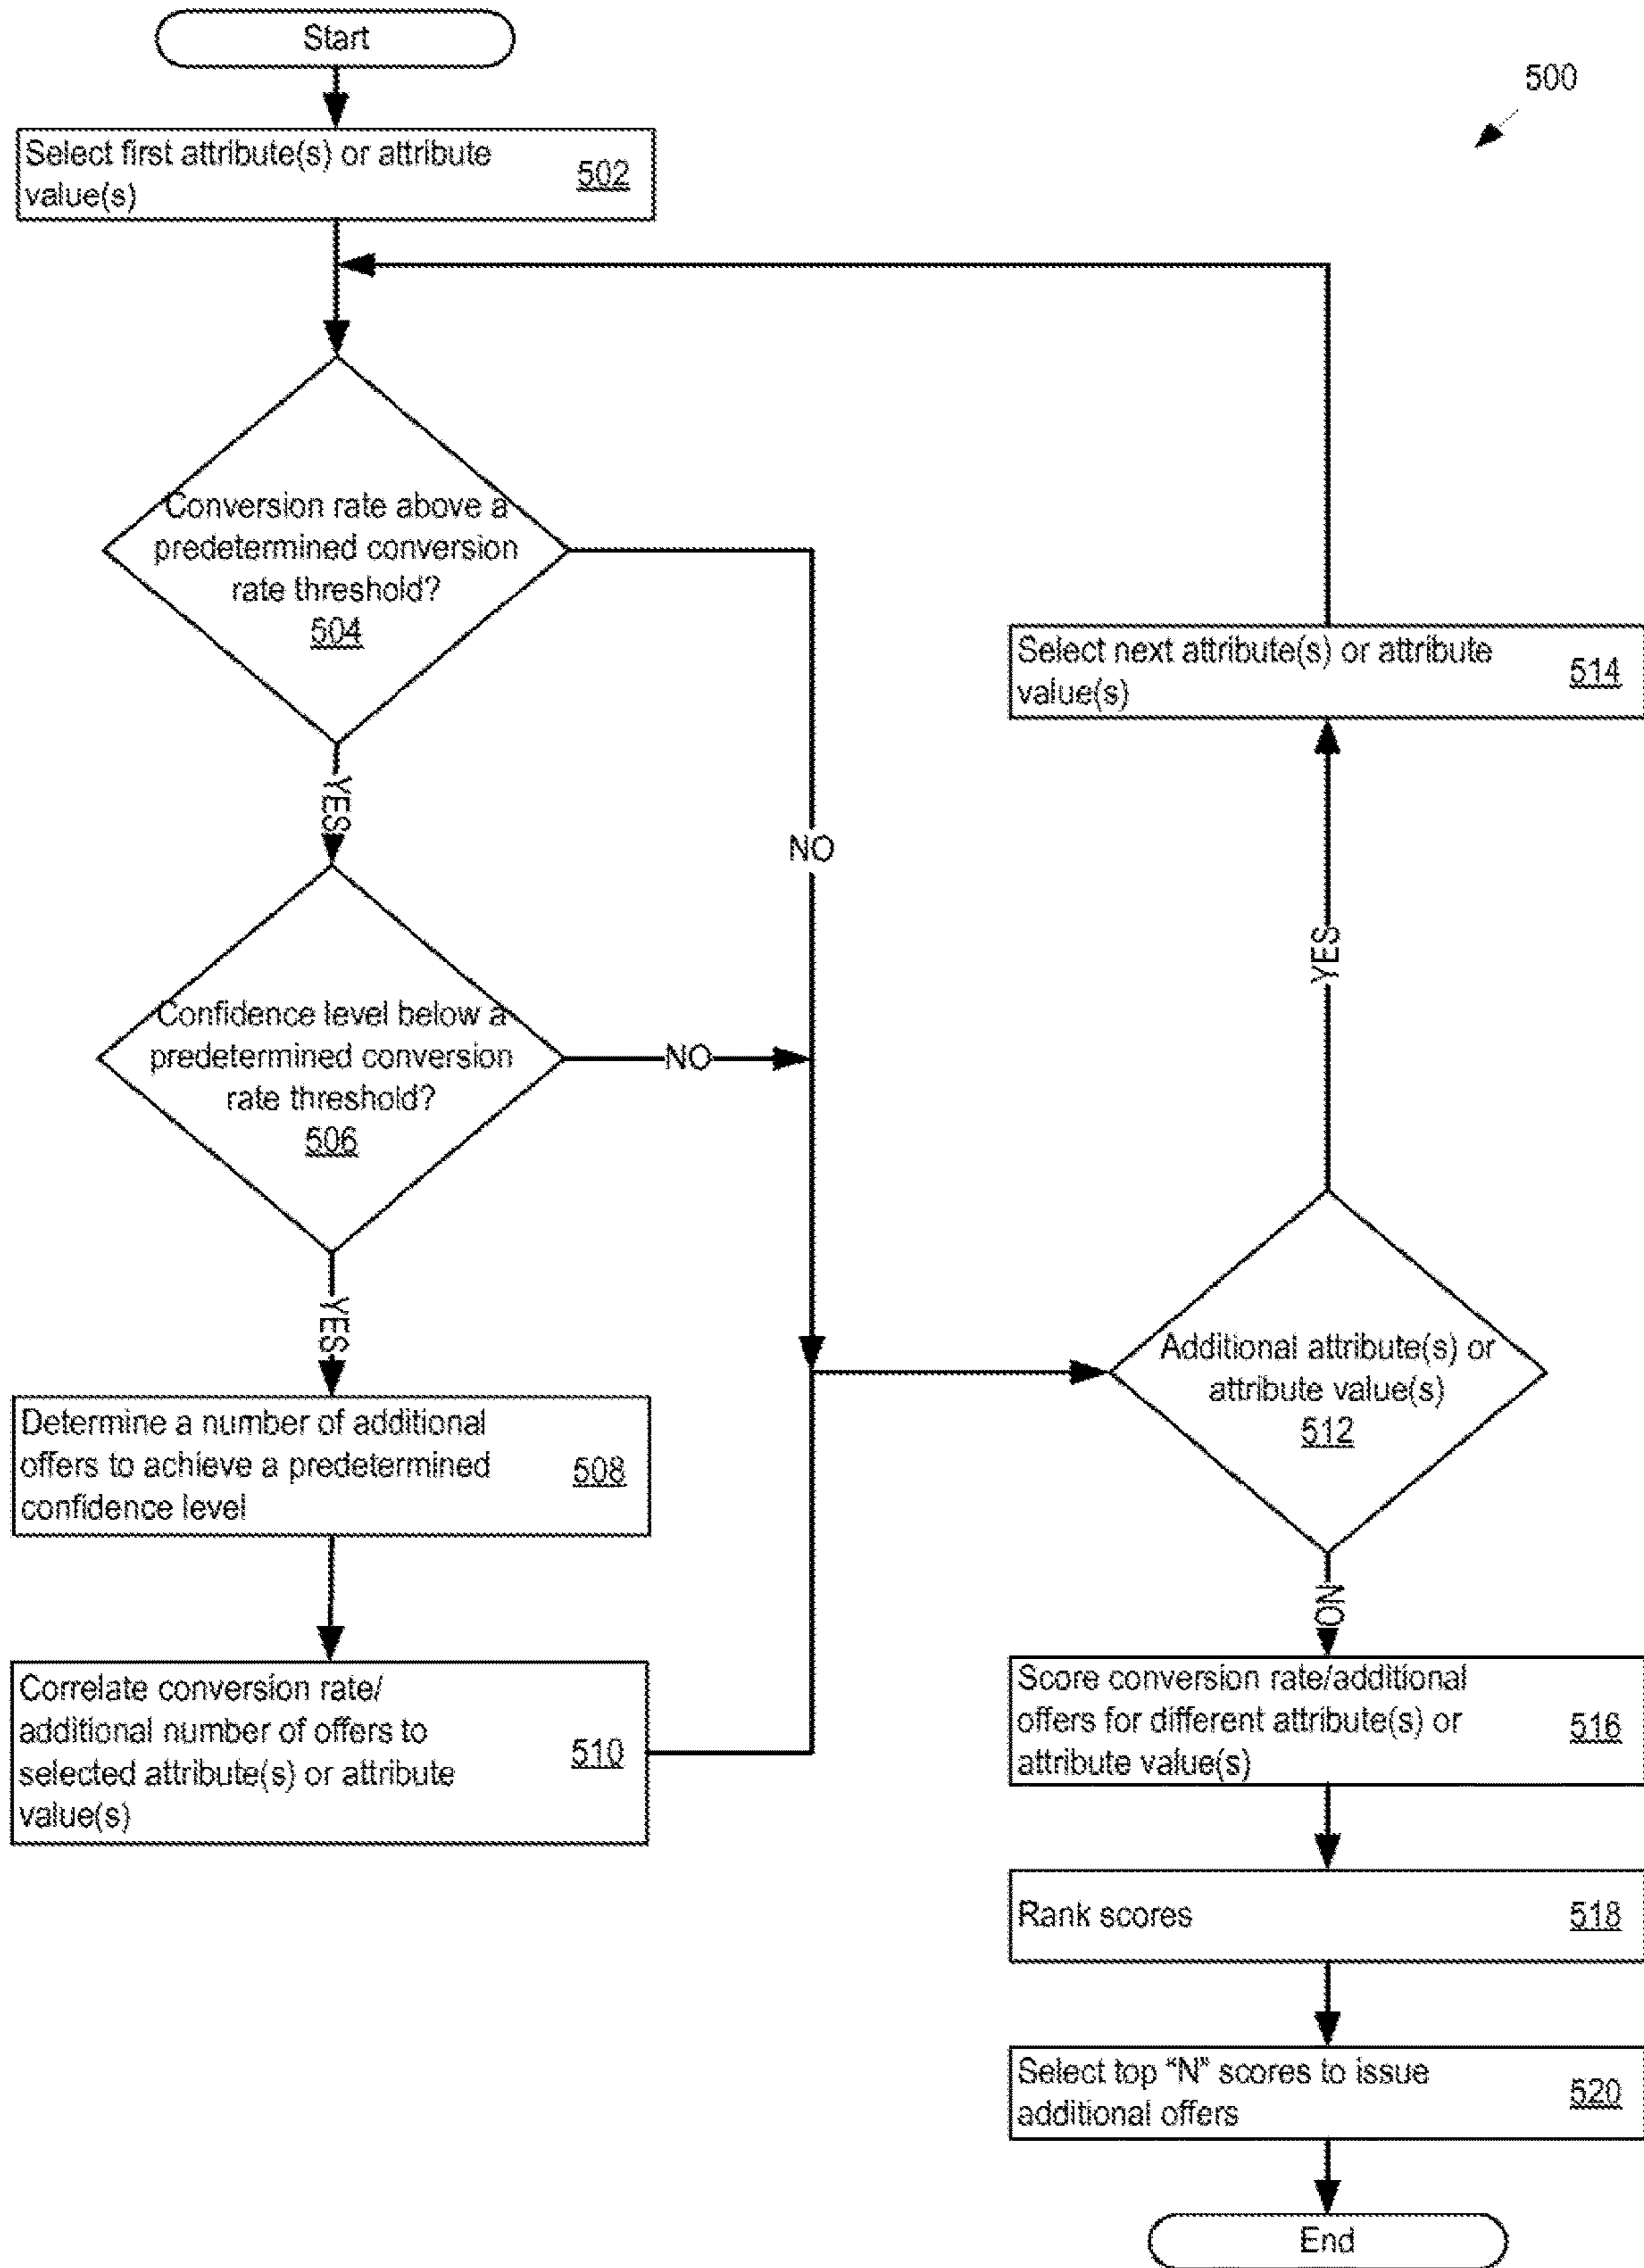 Start
500
Select first attribute(s) or attribute
value(s)
502
Conversion rate above a
predetermined conversion
rate threshold?
504
YES
NO
Confidence level below a
predetermined conversion
rate threshold?
506
NO
YES
Determine a number of additional
offers to achieve a predetermined
confidence level
508
Correlate conversion rate/
additional number of offers to
selected attribute(s) or attribute
value(s)
510
Select next attribute(s) or attribute
value(s)
514
YES
Additional attribute(s) or
attribute value(s)
512
NO
Score conversion rate/additional
offers for different attribute(s) or
attribute value(s)
516
Rank scores
518
Select top “N” scores to issue
additional offers
520
End